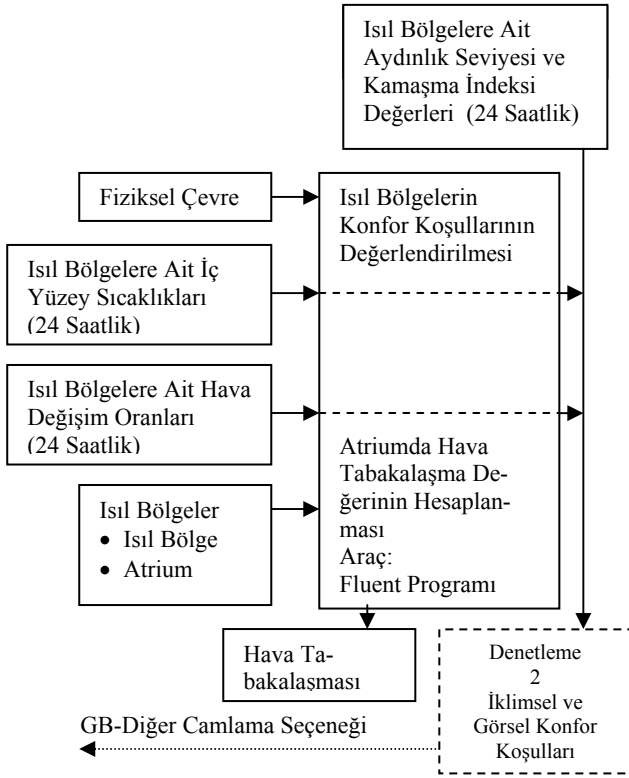 Isıl Bölgelere Ait
Aydınlık Seviyesi ve
Kamaşma İndeksi
Değerleri (24 Saatlik)
Fiziksel Çevre
Isıl Bölgelerin
Konfor Koşullarının
Değerlendirilmesi
Isıl Bölgelere Ait İç
Yüzey Sıcaklıkları
(24 Saatlik)
Isıl Bölgelere Ait Hava
Değişim Oranları
(24 Saatlik)
Atriumda Hava
Tabakalaşma De-
ğerinin Hesaplan-
ması
Araç:
Fluent Programı
Isıl Bölgeler
• Isıl Bölge
• Atrium
Hava Ta-
bakalaşması
Denetleme
2
İklimsel ve
Görsel Konfor
Koşulları
GB-Diğer Camlama Seçeneği